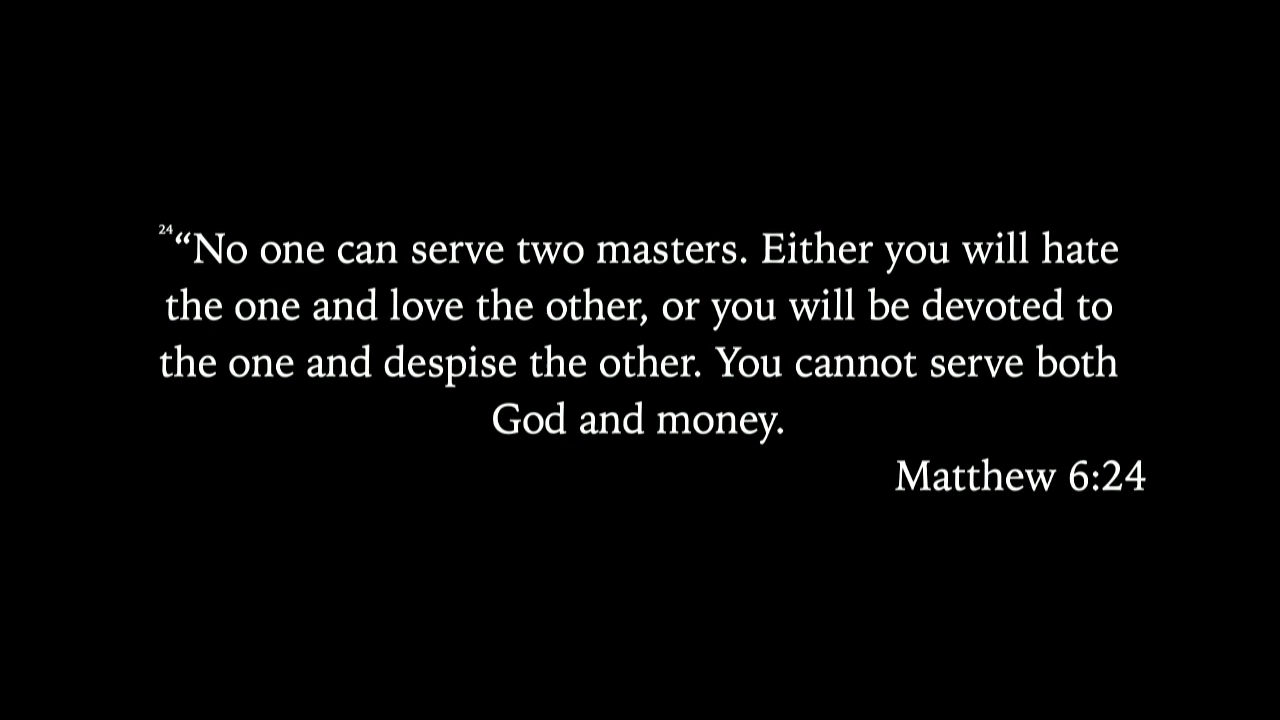 24“No one can serve two masters. Either you will hate
the one and love the other, or you will be devoted to
the one and despise the other. You cannot serve both
God and money.
Matthew 6:24